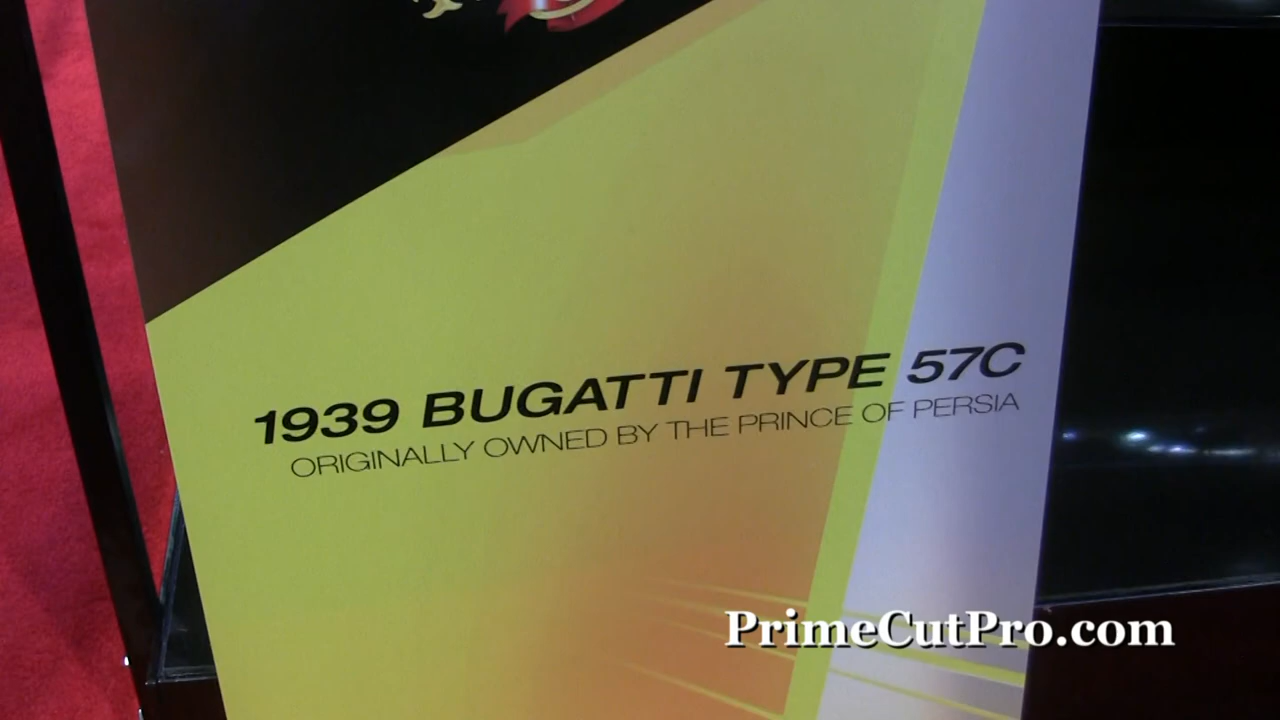 1939 BUGATTI TYPE 57C
ORIGINALLY OWNED BY THE PRINCE OF PERSIA
PrimeCutPro.com